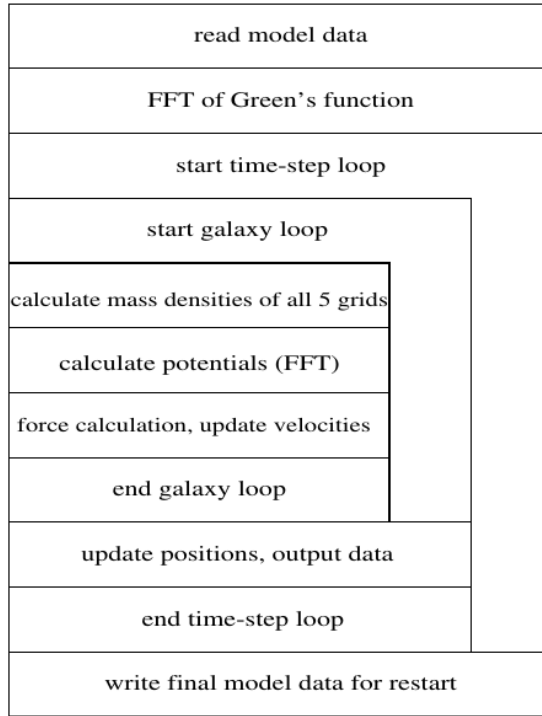 read model data
FFT of Green's function
start time-step loop
start galaxy loop
calculate mass densities of all 5 grids
calculate potentials (FFT)
force calculation, update velocities
end galaxy loop
update positions, output data
end time-step loop
write final model data for restart